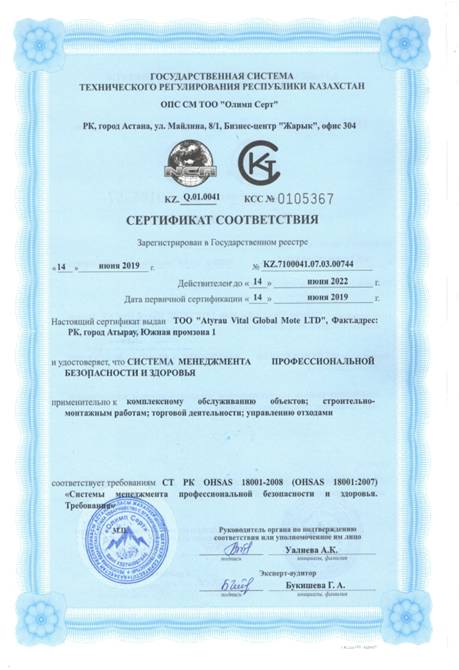 ГОСУДАРСТВЕННАЯ СИСТЕМА
ТЕХНИЧЕСКОГО РЕГУЛИРОВАНИЯ РЕСПУБЛИКИ КАЗАХСТАН
ОПС СМ ТОО "Олимп Серт"
РК, город Астана, ул. Майлина, 8/1, Бизнес-центр "Жарык", офис 304
NCA
KZ. Q.01.0041 КСС № 0105367
СЕРТИФИКАТ СООТВЕТСТВИЯ
Зарегистрирован в Государственном реестре
«14 » июня 2019 г. № KZ.7100041.07.03.00744
Действителен до « 14 » июня 2022 г.
Дата первичной сертификации « 14 » июня 2019 г.
Настоящий сертификат выдан ТОО "Atyrau Vital Global Mote LTD", Факт.адрес:
РК, город Атырау, Южная промзона 1
и удостоверяет, что СИСТЕМА МЕНЕДЖМЕНТА ПРОФЕССИОНАЛЬНОЙ
БЕЗОПАСНОСТИ И ЗДОРОВЬЯ
применительно к комплексному обслуживанию объектов; строительно-
монтажным работам; торговой деятельности; управлению отходами
соответствует требованиям СТ РК OHSAS 18001-2008 (OHSAS 18001:2007)
«Системы менеджмента профессиональной безопасности и здоровья.
Требования»
М.П.
«Олимп Серт»
Руководитель органа по подтверждению
соответствия или уполномоченное им лицо
Уалиева А.К.
подпись инициалы, фамилия
Эксперт-аудитор
Букишева Г. А.
подпись инициалы, фамилия